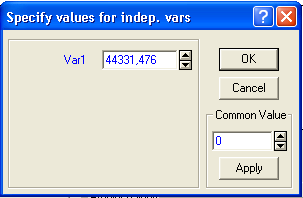 Specify values for indep. vars
Var1 44331,476
OK
Cancel
Common Value
0
Apply